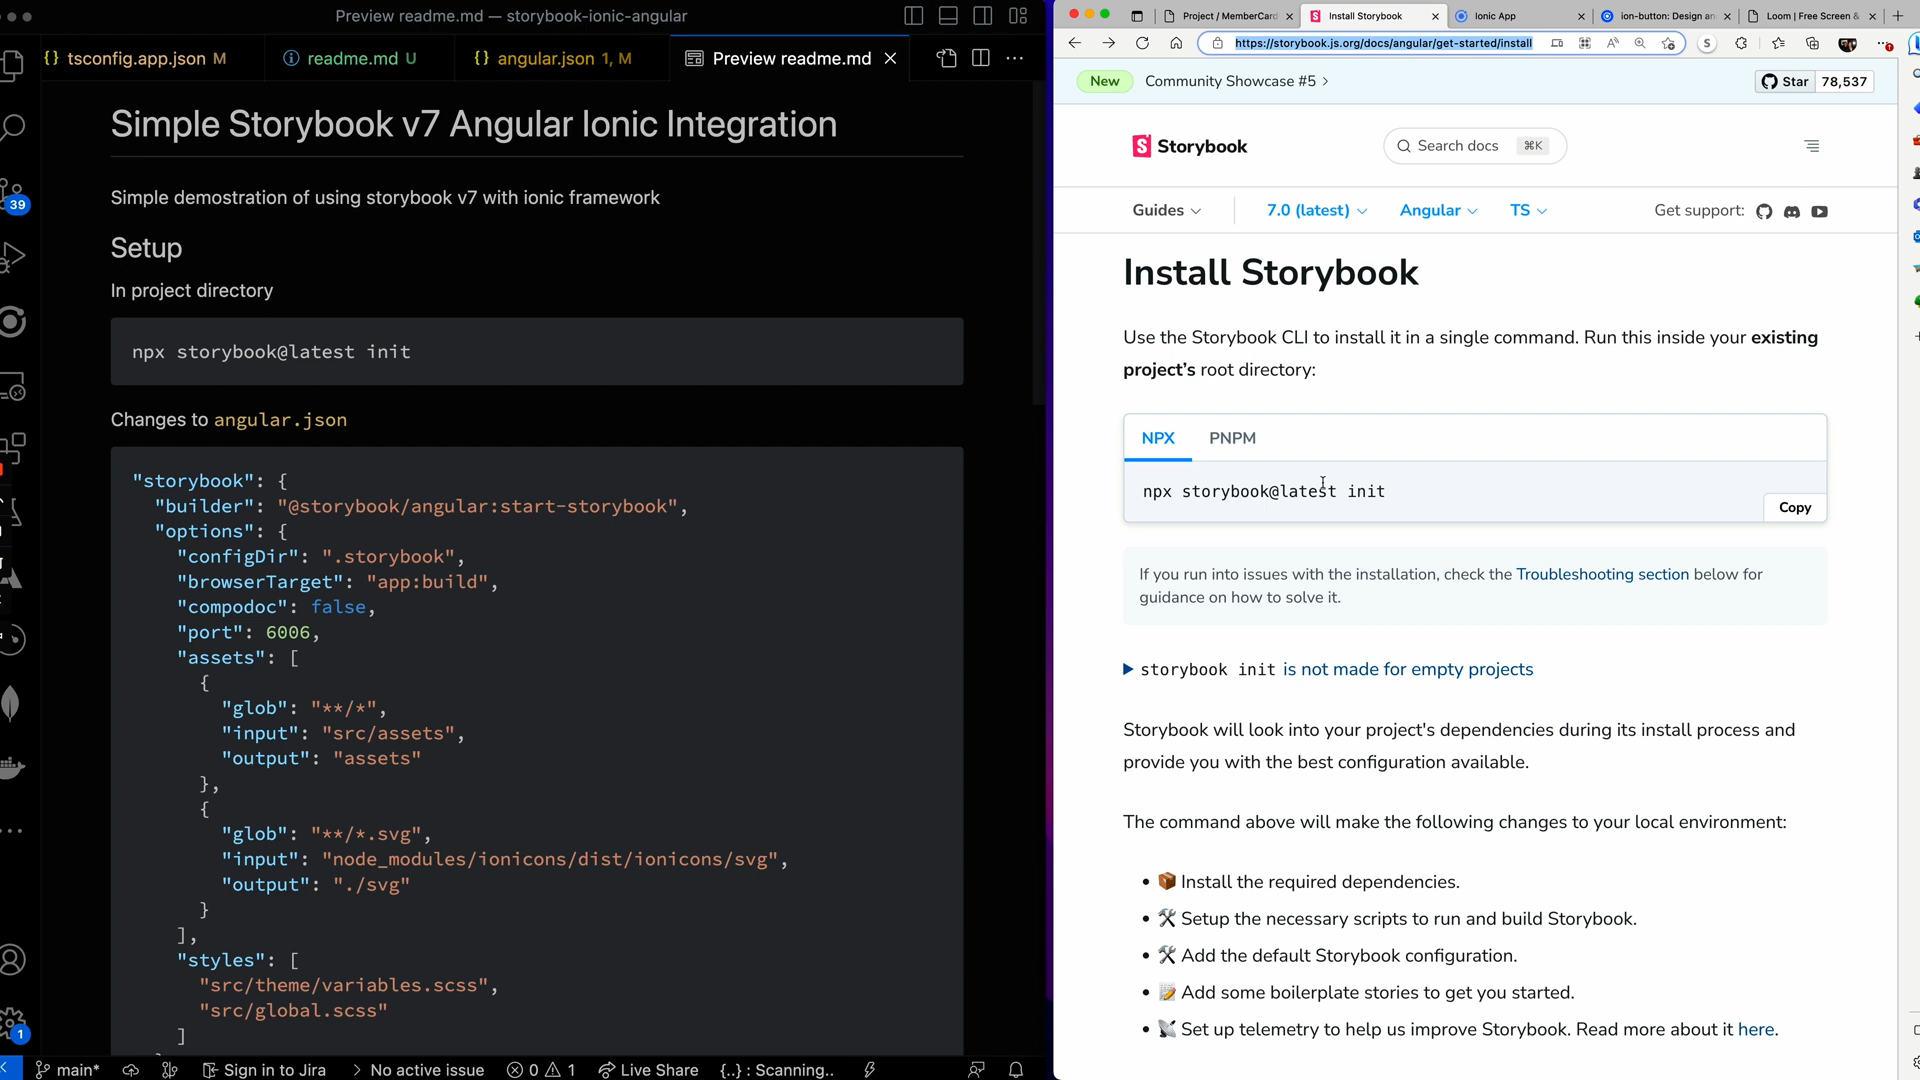 Preview readme.md — storybook-ionic-angular
{} tsconfig.app.json M
readme.md U
{} angular.json 1, M
Preview readme.md
Simple Storybook v7 Angular Ionic Integration
Simple demostration of using storybook v7 with ionic framework
Setup
In project directory
npx storybook@latest init
Changes to angular.json
"storybook": {
"builder": "@storybook/angular:start-storybook",
"options": {
"configDir": ".storybook",
"browserTarget": "app:build",
"compodoc": false,
"port": 6006,
"assets": [
{
"glob": "**/*",
"input": "src/assets",
"output": "assets"
},
{
"glob": "**/*.svg",
"input": "node_modules/ionicons/dist/ionicons/svg",
"output": "./svg"
}
],
"styles": [
"src/theme/variables.scss",
"src/global.scss"
]
39
1
main*
Sign in to Jira
No active issue
0
1
Live Share
{..} : Scanning..
Project / MemberCard
Install Storybook
Ionic App
ion-button: Design an
Loom | Free Screen &
https://storybook.js.org/docs/angular/get-started/install
S
New
Community Showcase #5
Star
78,537
Storybook
Search docs
⌘K
Guides
7.0 (latest)
Angular
TS
Get support:
Install Storybook
Use the Storybook CLI to install it in a single command. Run this inside your existing
project’s root directory:
NPX
PNPM
npx storybook@latest init
Copy
If you run into issues with the installation, check the Troubleshooting section below for
guidance on how to solve it.
storybook init is not made for empty projects
Storybook will look into your project's dependencies during its install process and
provide you with the best configuration available.
The command above will make the following changes to your local environment:
• 📦 Install the required dependencies.
• 🛠 Setup the necessary scripts to run and build Storybook.
• 🛠 Add the default Storybook configuration.
• 📝 Add some boilerplate stories to get you started.
• 📡 Set up telemetry to help us improve Storybook. Read more about it here.